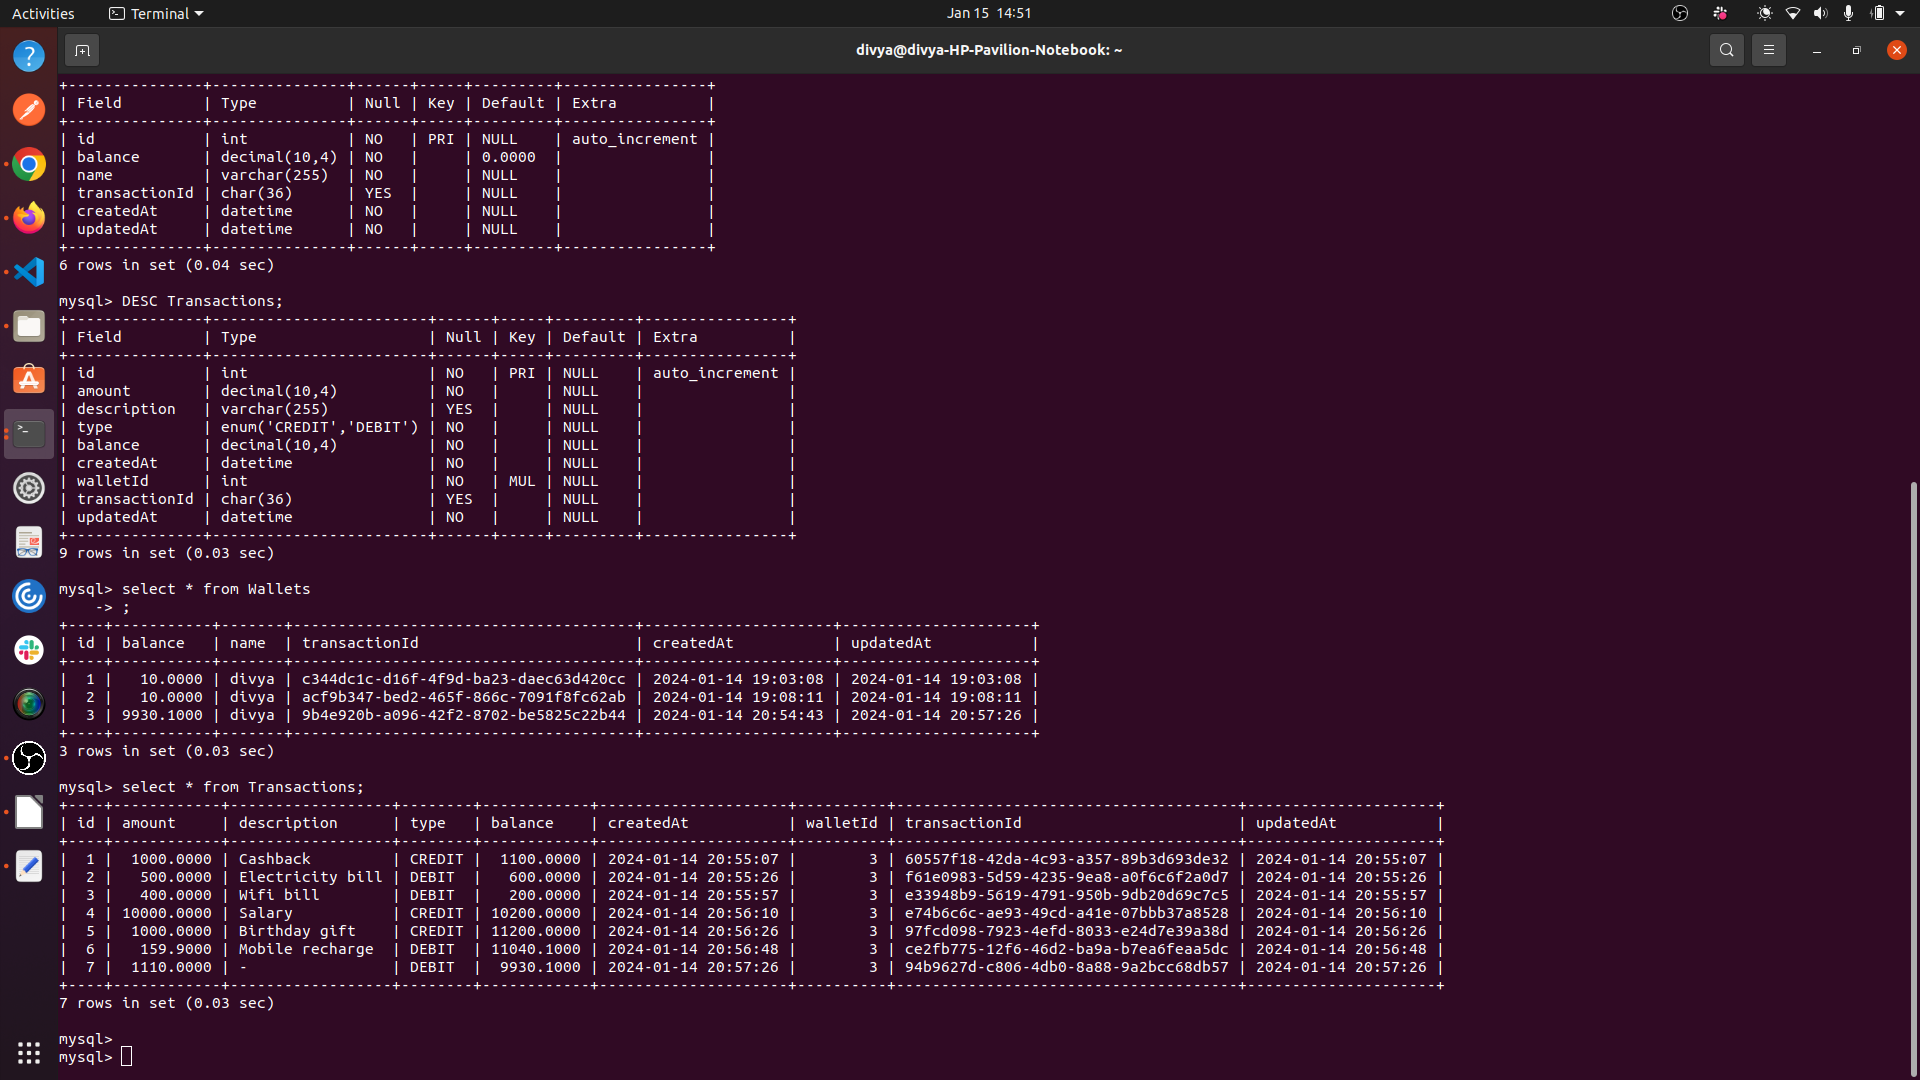 Activities Terminal Jan 15 14:51
divya@divya-HP-Pavilion-Notebook: ~
+---------------+---------------+------+-----+---------+----------------+
| Field         | Type          | Null | Key | Default | Extra          |
+---------------+---------------+------+-----+---------+----------------+
| id            | int           | NO   | PRI | NULL    | auto_increment |
| balance       | decimal(10,4) | NO   |     | 0.0000  |                |
| name          | varchar(255)  | NO   |     | NULL    |                |
| transactionId | char(36)      | YES  |     | NULL    |                |
| createdAt     | datetime      | NO   |     | NULL    |                |
| updatedAt     | datetime      | NO   |     | NULL    |                |
+---------------+---------------+------+-----+---------+----------------+
6 rows in set (0.04 sec)
mysql> DESC Transactions;
+---------------+------------------------+------+-----+---------+----------------+
| Field         | Type                   | Null | Key | Default | Extra          |
+---------------+------------------------+------+-----+---------+----------------+
| id            | int                    | NO   | PRI | NULL    | auto_increment |
| amount        | decimal(10,4)          | NO   |     | NULL    |                |
| description   | varchar(255)           | YES  |     | NULL    |                |
| type          | enum('CREDIT','DEBIT') | NO   |     | NULL    |                |
| balance       | decimal(10,4)          | NO   |     | NULL    |                |
| createdAt     | datetime               | NO   |     | NULL    |                |
| walletId      | int                    | NO   | MUL | NULL    |                |
| transactionId | char(36)               | YES  |     | NULL    |                |
| updatedAt     | datetime               | NO   |     | NULL    |                |
+---------------+------------------------+------+-----+---------+----------------+
9 rows in set (0.03 sec)
mysql> select * from Wallets
    -> ;
+----+-----------+-------+--------------------------------------+---------------------+---------------------+
| id | balance   | name  | transactionId                        | createdAt           | updatedAt           |
+----+-----------+-------+--------------------------------------+---------------------+---------------------+
|  1 |   10.0000 | divya | c344dc1c-d16f-4f9d-ba23-daec63d420cc | 2024-01-14 19:03:08 | 2024-01-14 19:03:08 |
|  2 |   10.0000 | divya | acf9b347-bed2-465f-866c-7091f8fc62ab | 2024-01-14 19:08:11 | 2024-01-14 19:08:11 |
|  3 | 9930.1000 | divya | 9b4e920b-a096-42f2-8702-be5825c22b44 | 2024-01-14 20:54:43 | 2024-01-14 20:57:26 |
+----+-----------+-------+--------------------------------------+---------------------+---------------------+
3 rows in set (0.03 sec)
mysql> select * from Transactions;
+----+------------+------------------+--------+------------+---------------------+----------+--------------------------------------+---------------------+
| id | amount     | description      | type   | balance    | createdAt           | walletId | transactionId                        | updatedAt           |
+----+------------+------------------+--------+------------+---------------------+----------+--------------------------------------+---------------------+
|  1 |  1000.0000 | Cashback         | CREDIT |  1100.0000 | 2024-01-14 20:55:07 |        3 | 60557f18-42da-4c93-a357-89b3d693de32 | 2024-01-14 20:55:07 |
|  2 |   500.0000 | Electricity bill | DEBIT  |   600.0000 | 2024-01-14 20:55:26 |        3 | f61e0983-5d59-4235-9ea8-a0f6c6f2a0d7 | 2024-01-14 20:55:26 |
|  3 |   400.0000 | Wifi bill        | DEBIT  |   200.0000 | 2024-01-14 20:55:57 |        3 | e33948b9-5619-4791-950b-9db20d69c7c5 | 2024-01-14 20:55:57 |
|  4 | 10000.0000 | Salary           | CREDIT | 10200.0000 | 2024-01-14 20:56:10 |        3 | e74b6c6c-ae93-49cd-a41e-07bbb37a8528 | 2024-01-14 20:56:10 |
|  5 |  1000.0000 | Birthday gift    | CREDIT | 11200.0000 | 2024-01-14 20:56:26 |        3 | 97fcd098-7923-4efd-8033-e24d7e39a38d | 2024-01-14 20:56:26 |
|  6 |   159.9000 | Mobile recharge  | DEBIT  | 11040.1000 | 2024-01-14 20:56:48 |        3 | ce2fb775-12f6-46d2-ba9a-b7ea6feaa5dc | 2024-01-14 20:56:48 |
|  7 |  1110.0000 | -                | DEBIT  |  9930.1000 | 2024-01-14 20:57:26 |        3 | 94b9627d-c806-4db0-8a88-9a2bcc68db57 | 2024-01-14 20:57:26 |
+----+------------+------------------+--------+------------+---------------------+----------+--------------------------------------+---------------------+
7 rows in set (0.03 sec)
mysql>
mysql>